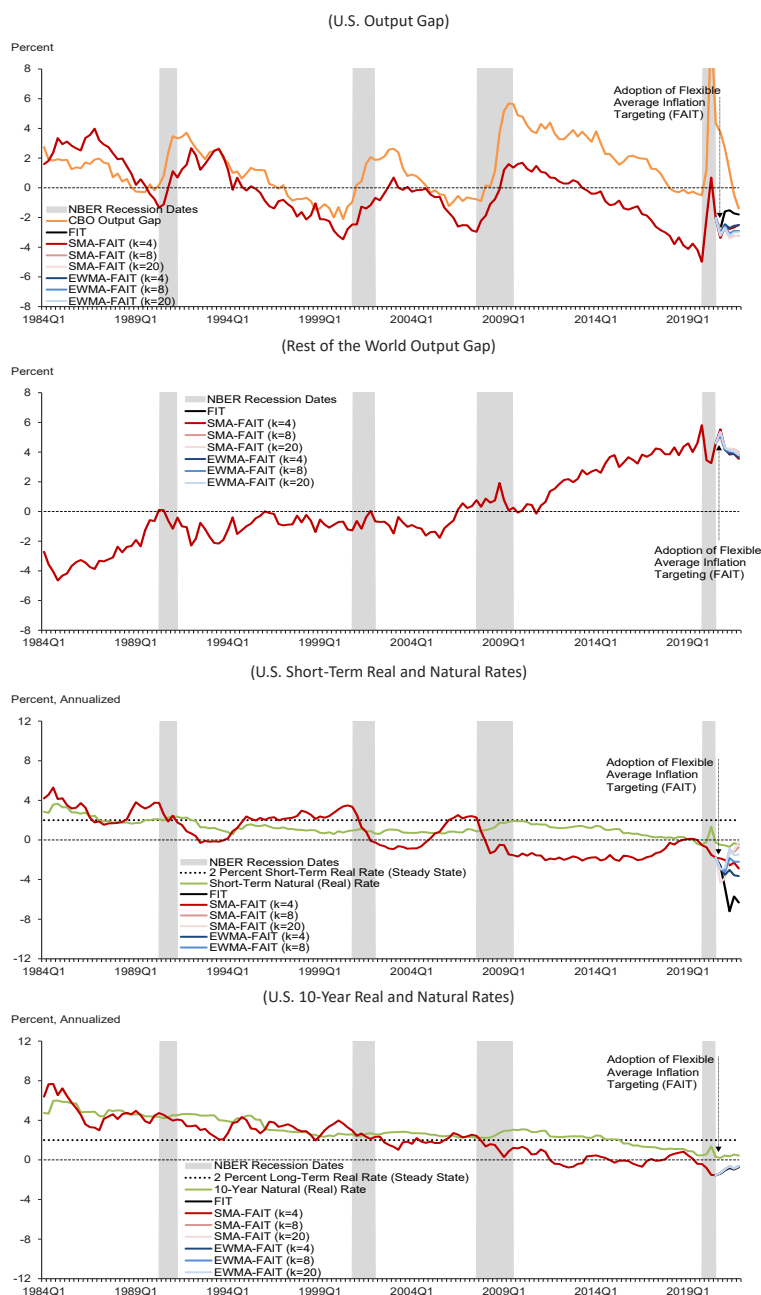 (U.S. Output Gap)
Percent
8
6
4
2
0
-2
-4
-6
-8
Adoption of Flexible
Average Inflation
Targeting (FAIT)
NBER Recession Dates
CBO Output Gap
FIT
SMA-FAIT (k=4)
SMA-FAIT (k=8)
SMA-FAIT (k=20)
EWMA-FAIT (k=4)
EWMA-FAIT (k=8)
EWMA-FAIT (k=20)
1984Q1 1989Q1 1994Q1 1999Q1 2004Q1 2009Q1 2014Q1 2019Q1
(Rest of the World Output Gap)
Percent
8
6
4
2
0
-2
-4
-6
-8
NBER Recession Dates
FIT
SMA-FAIT (k=4)
SMA-FAIT (k=8)
SMA-FAIT (k=20)
EWMA-FAIT (k=4)
EWMA-FAIT (k=8)
EWMA-FAIT (k=20)
Adoption of Flexible
Average Inflation
Targeting (FAIT)
1984Q1 1989Q1 1994Q1 1999Q1 2004Q1 2009Q1 2014Q1 2019Q1
(U.S. Short-Term Real and Natural Rates)
Percent, Annualized
12
8
4
0
-4
-8
-12
Adoption of Flexible
Average Inflation
Targeting (FAIT)
NBER Recession Dates
2 Percent Short-Term Real Rate (Steady State)
Short-Term Natural (Real) Rate
FIT
SMA-FAIT (k=4)
SMA-FAIT (k=8)
SMA-FAIT (k=20)
EWMA-FAIT (k=4)
EWMA-FAIT (k=8)
1984Q1 1989Q1 1994Q1 1999Q1 2004Q1 2009Q1 2014Q1 2019Q1
(U.S. 10-Year Real and Natural Rates)
Percent, Annualized
12
8
4
0
-4
-8
-12
Adoption of Flexible
Average Inflation
Targeting (FAIT)
NBER Recession Dates
2 Percent Long-Term Real Rate (Steady State)
10-Year Natural (Real) Rate
FIT
SMA-FAIT (k=4)
SMA-FAIT (k=8)
SMA-FAIT (k=20)
EWMA-FAIT (k=4)
EWMA-FAIT (k=8)
EWMA-FAIT (k=20)
1984Q1 1989Q1 1994Q1 1999Q1 2004Q1 2009Q1 2014Q1 2019Q1